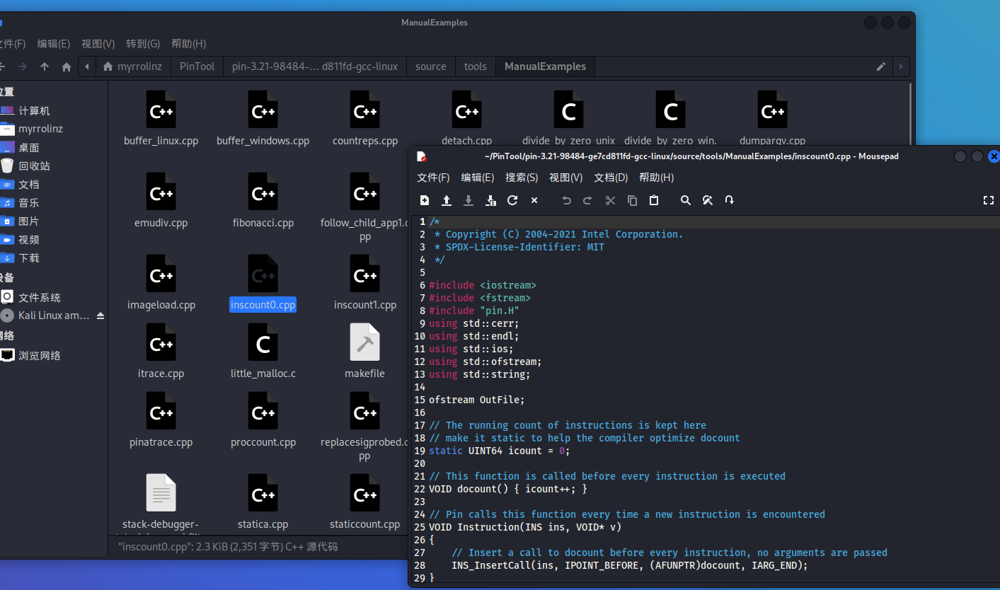 ManualExamples
文件(F) 编辑(E) 视图(V) 转到(G) 帮助(H)
myrrolinz PinTool pin-3.21-98484-... d811fd-gcc-linux source tools ManualExamples
位置
计算机
myrrolinz
桌面
回收站
文档
音乐
图片
视频
下载
设备
文件系统
Kali Linux am...
网络
浏览网络
C++ C++ C++ C++ C C C++
buffer_linux.cpp buffer_windows.cpp countreps.cpp detach.cpp divide_by_zero_unix divide_by_zero_win. dumpargv.cpp
C++ C++ C++
emudiv.cpp fibonacci.cpp follow_child_app1.c
pp
C++ C++ C++
imageload.cpp inscount0.cpp inscount1.cpp
C++ C
itrace.cpp little_malloc.c makefile
C++ C++ C++
pinatrace.cpp proccount.cpp replacesigprobed.c
pp
C++ C++
stack-debugger- statica.cpp staticcount.cpp
"inscount0.cpp": 2.3 KiB (2,351 字节) C++ 源代码
~/PinTool/pin-3.21-98484-ge7cd811fd-gcc-linux/source/tools/ManualExamples/inscount0.cpp - Mousepad
文件(F) 编辑(E) 搜索(S) 视图(V) 文档(D) 帮助(H)
1 /*
2  * Copyright (C) 2004-2021 Intel Corporation.
3  * SPDX-License-Identifier: MIT
4  */
5
6 #include <iostream>
7 #include <fstream>
8 #include "pin.H"
9 using std::cerr;
10 using std::endl;
11 using std::ios;
12 using std::ofstream;
13 using std::string;
14
15 ofstream OutFile;
16
17 // The running count of instructions is kept here
18 // make it static to help the compiler optimize docount
19 static UINT64 icount = 0;
20
21 // This function is called before every instruction is executed
22 VOID docount() { icount++; }
23
24 // Pin calls this function every time a new instruction is encountered
25 VOID Instruction(INS ins, VOID* v)
26 {
27     // Insert a call to docount before every instruction, no arguments are passed
28     INS_InsertCall(ins, IPOINT_BEFORE, (AFUNPTR)docount, IARG_END);
29 }